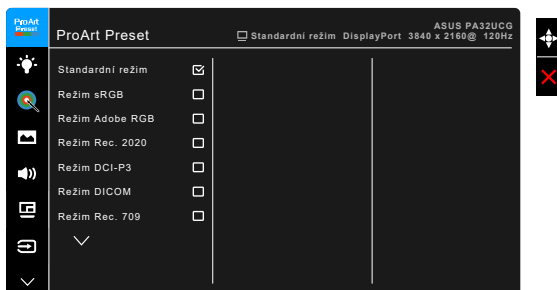 ProArt
Preset
ProArt Preset
ASUS PA32UCG
Standardní režim DisplayPort 3840 x 2160@ 120Hz
Standardní režim
Režim sRGB
Režim Adobe RGB
Režim Rec. 2020
Režim DCI-P3
Režim DICOM
Režim Rec. 709